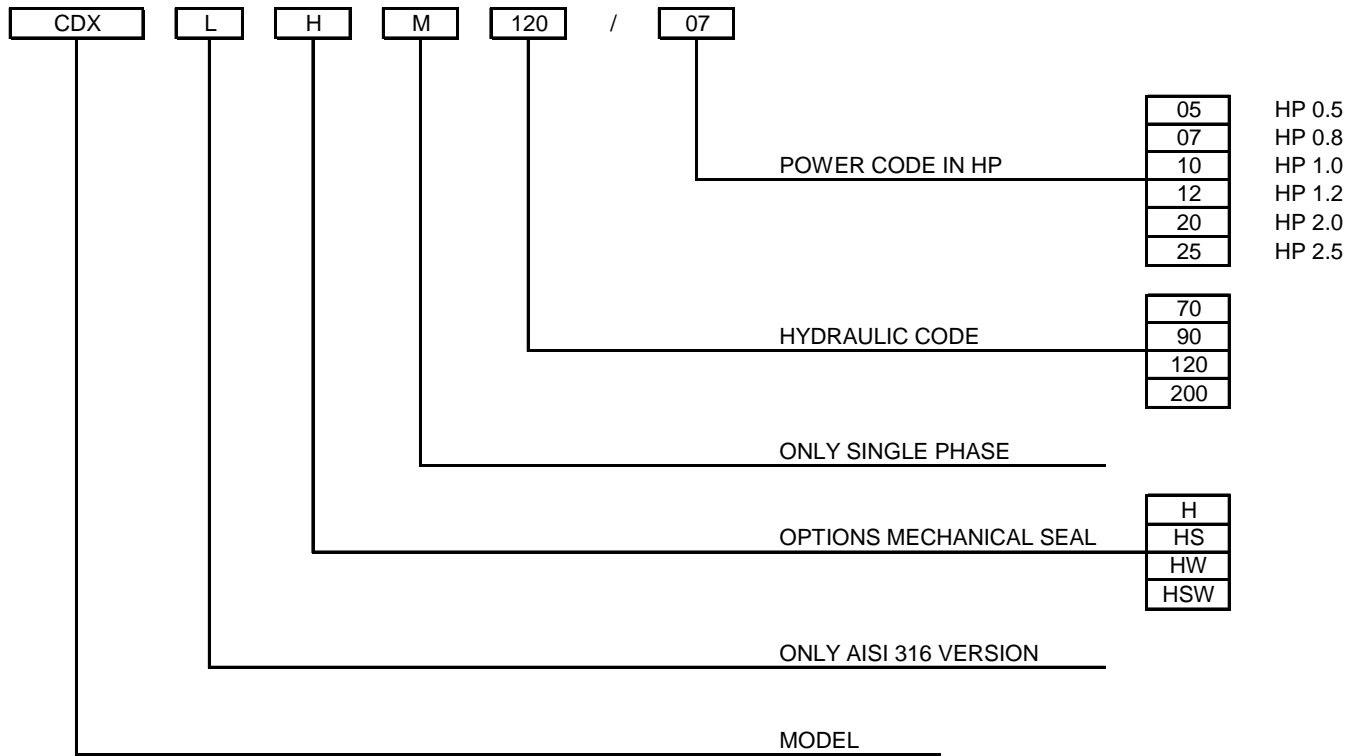 CDX L H M 120 / 07
05 HP 0.5
07 HP 0.8
POWER CODE IN HP 10 HP 1.0
12 HP 1.2
20 HP 2.0
25 HP 2.5
70
HYDRAULIC CODE 90
120
200
ONLY SINGLE PHASE
H
OPTIONS MECHANICAL SEAL HS
HW
HSW
ONLY AISI 316 VERSION
MODEL